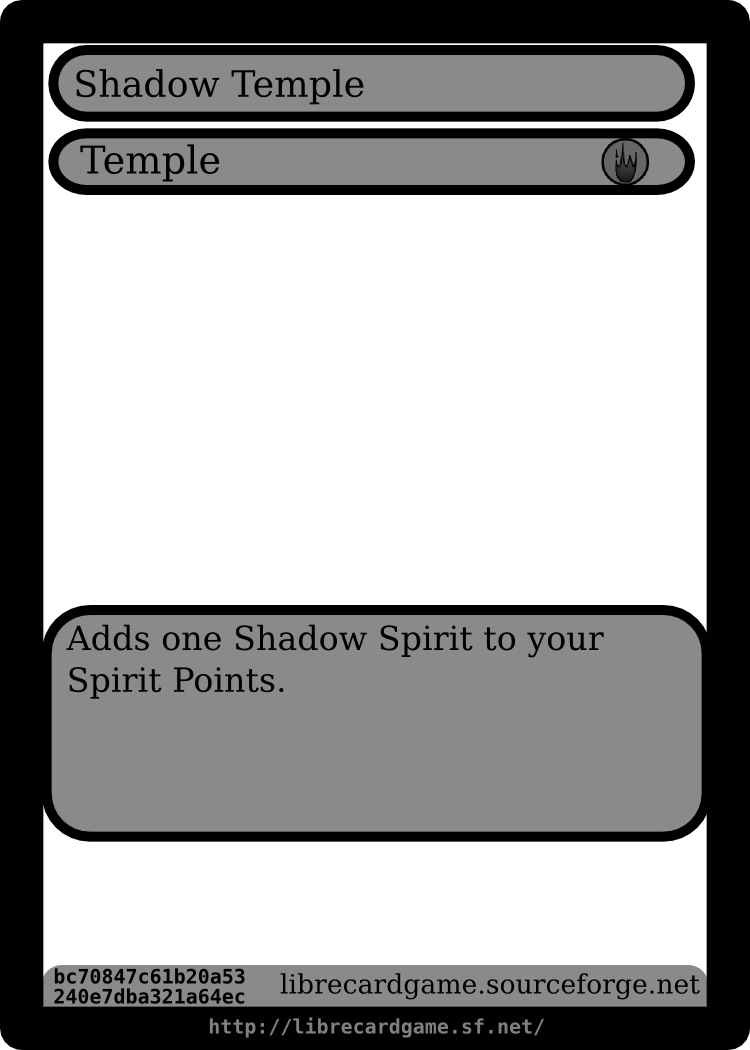 Shadow Temple
Temple
Adds one Shadow Spirit to your
Spirit Points.
bc70847c61b20a53
240e7dba321a64ec
librecardgame.sourceforge.net
http://librecardgame.sf.net/